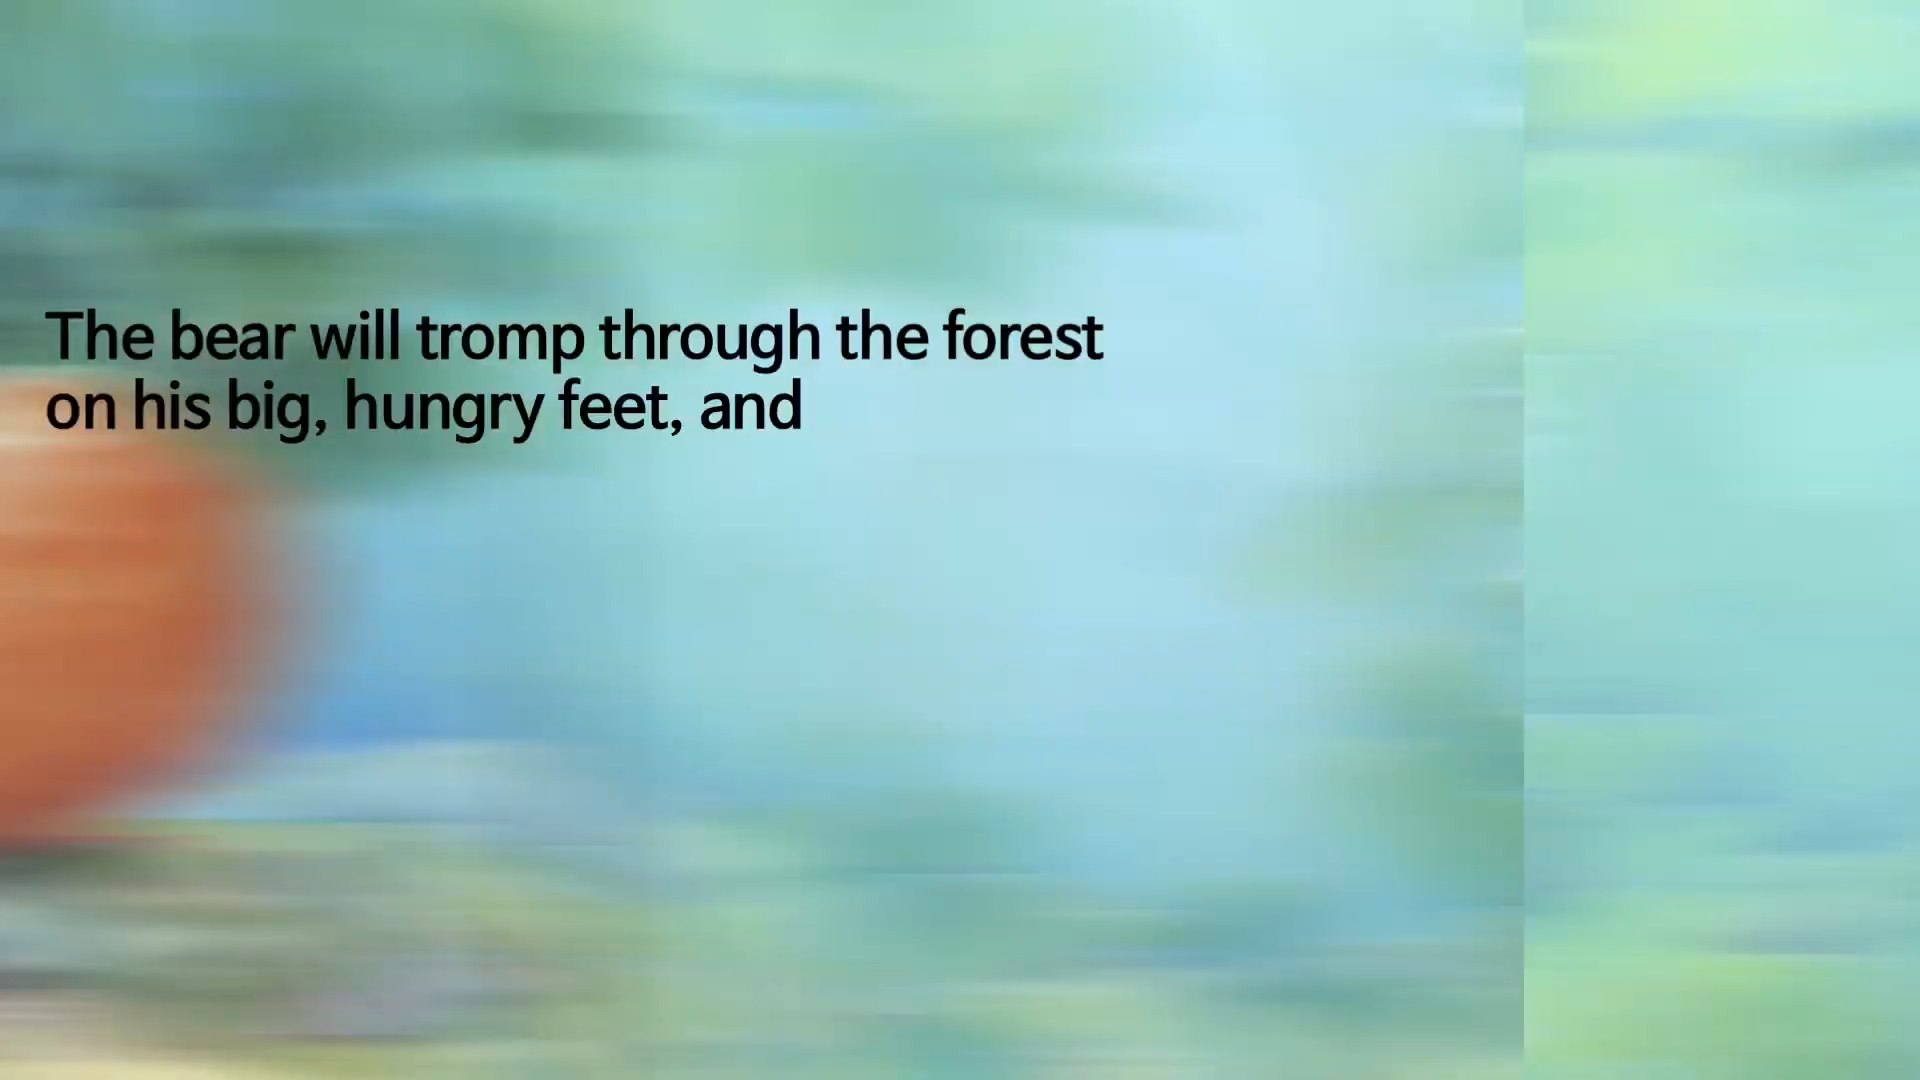 The bear will tromp through the forest
on his big, hungry feet, and